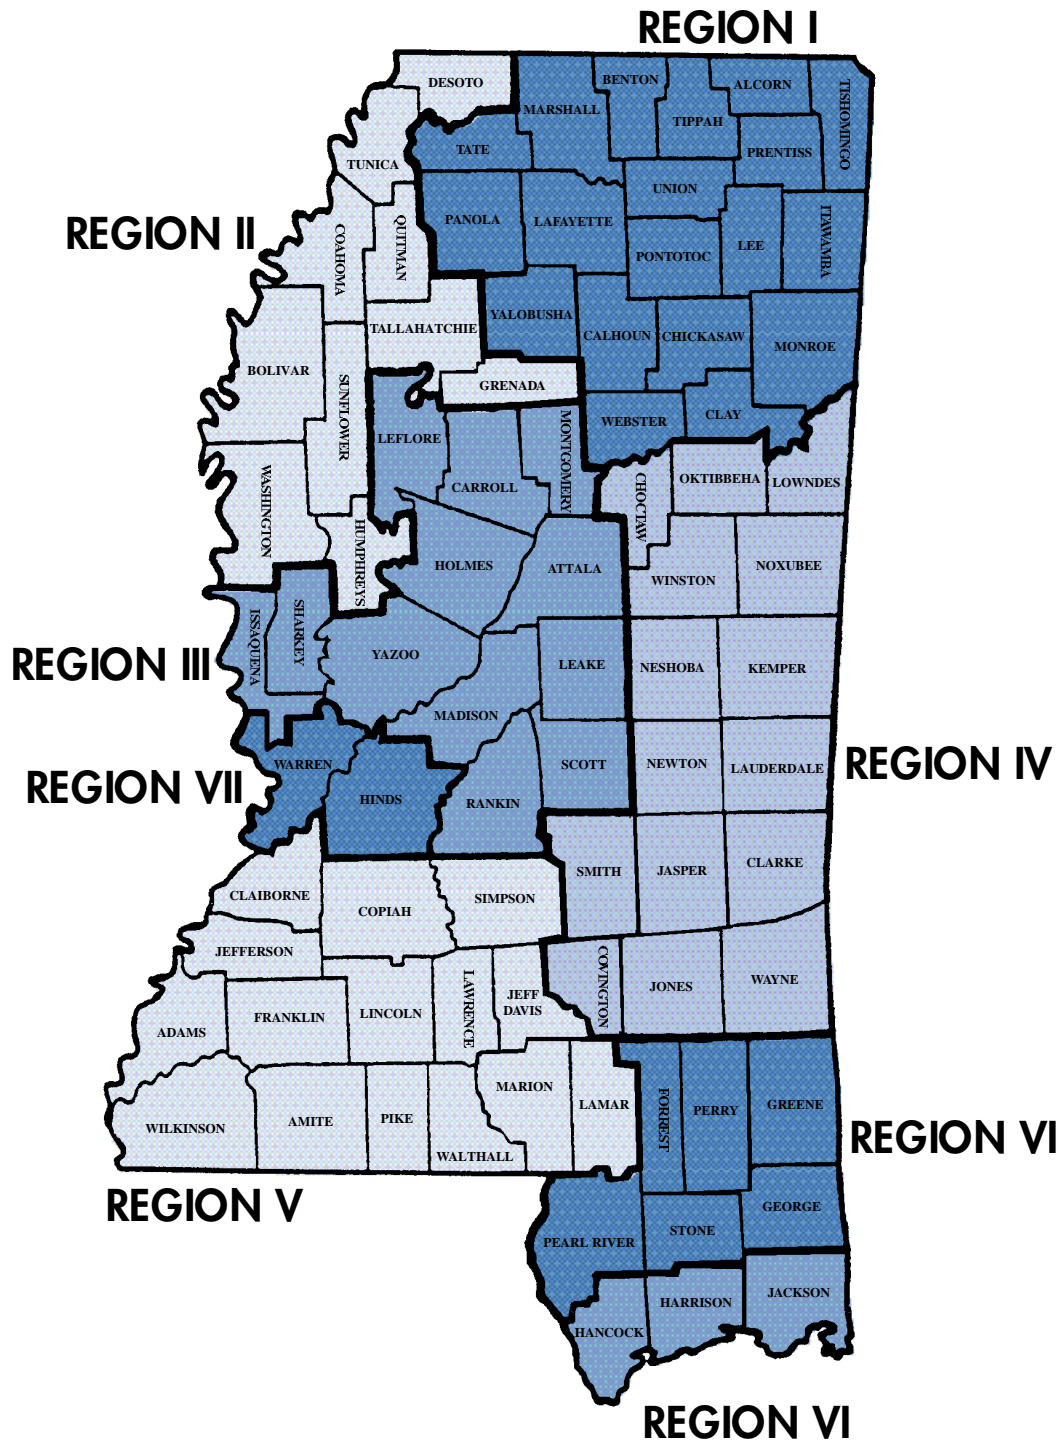 REGION I
DESOTO
BENTON
ALCORN
TISHOMINGO
MARSHALL
TIPPAH
TATE
PRENTISS
TUNICA
UNION
REGION II
PANOLA
LAFAYETTE
COAHOMA
QUITMAN
LEE
ITAWAMBA
PONTOTOC
YALOBUSHA
TALLAHATCHIE
CALHOUN
CHICKASAW
MONROE
BOLIVAR
GRENADA
SUNFLOWER
WEBSTER
CLAY
LEFLORE
MONTGOMERY
CARROLL
CHOCTAW
OKTIBBEHA
LOWNDES
WASHINGTON
HUMPHREYS
HOLMES
ATTALA
WINSTON
NOXUBEE
ISSAQUENA
SHARKEY
REGION III
YAZOO
LEAKE
NESHOBA
KEMPER
MADISON
WARREN
REGION VII
HINDS
RANKIN
SCOTT
NEWTON
LAUDERDALE
REGION IV
SMITH
JASPER
CLARKE
CLAIBORNE
COPIAH
SIMPSON
JEFFERSON
COVINGTON
JONES
WAYNE
ADAMS
FRANKLIN
LINCOLN
LAWRENCE
JEFF
DAVIS
MARION
LAMAR
FORREST
PERRY
GREENE
WILKINSON
AMITE
PIKE
WALTHALL
REGION VI
REGION V
GEORGE
PEARL RIVER
STONE
HANCOCK
HARRISON
JACKSON
REGION VI